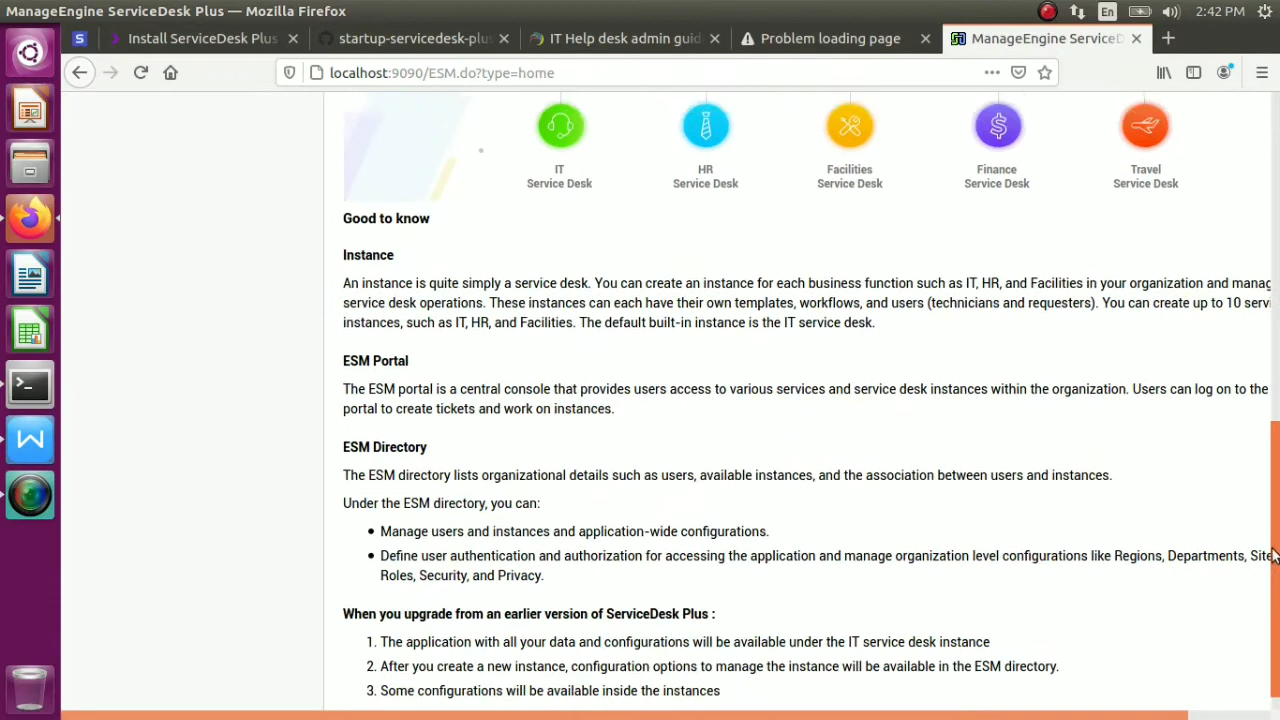 ManageEngine ServiceDesk Plus - Mozilla Firefox
En
2:42 PM
S
Install ServiceDesk Plus
startup-servicedesk-plus
IT Help desk admin guid
Problem loading page
ManageEngine ServiceD
localhost:9090/ESM.do?type=home
IT
Service Desk
HR
Service Desk
Facilities
Service Desk
Finance
Service Desk
Travel
Service Desk
Good to know
Instance
An instance is quite simply a service desk. You can create an instance for each business function such as IT, HR, and Facilities in your organization and manag
service desk operations. These instances can each have their own templates, workflows, and users (technicians and requesters). You can create up to 10 servi
instances, such as IT, HR, and Facilities. The default built-in instance is the IT service desk.
ESM Portal
The ESM portal is a central console that provides users access to various services and service desk instances within the organization. Users can log on to the
portal to create tickets and work on instances.
ESM Directory
The ESM directory lists organizational details such as users, available instances, and the association between users and instances.
Under the ESM directory, you can:
• Manage users and instances and application-wide configurations.
• Define user authentication and authorization for accessing the application and manage organization level configurations like Regions, Departments, Site
Roles, Security, and Privacy.
When you upgrade from an earlier version of ServiceDesk Plus :
1. The application with all your data and configurations will be available under the IT service desk instance
2. After you create a new instance, configuration options to manage the instance will be available in the ESM directory.
3. Some configurations will be available inside the instances